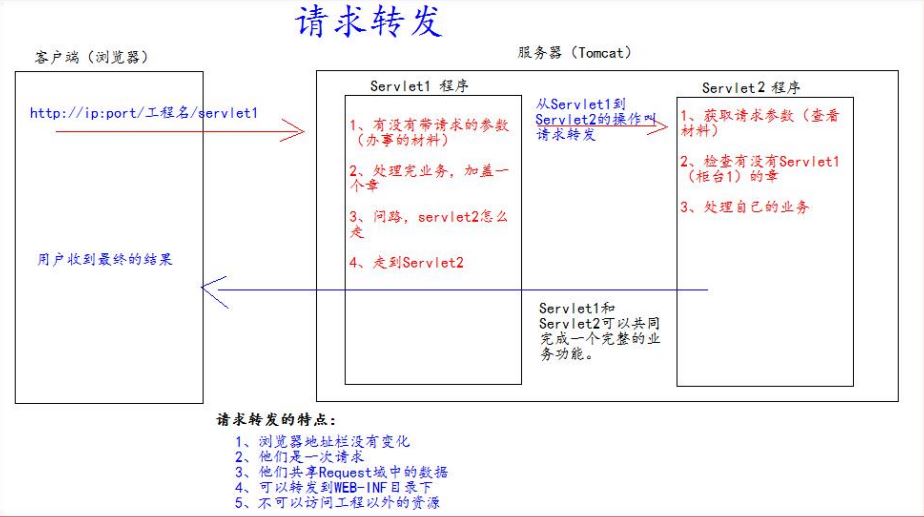 请求转发
客户端（浏览器）
http://ip:port/工程名/servlet1
用户收到最终的结果
服务器（Tomcat）
Servlet1 程序
1、有没有带请求的参数
（办事的材料）
2、处理完业务，加盖一
个章
3、问路，servlet2怎么
走
4、走到Servlet2
从Servlet1到
Servlet2的操作叫
请求转发
Servlet2 程序
1、获取请求参数（查看
材料）
2、检查有没有Servlet1
（柜台1）的章
3、处理自己的业务
Servlet1和
Servlet2可以共同
完成一个完整的业
务功能。
请求转发的特点：
1、浏览器地址栏没有变化
2、他们是一次请求
3、他们共享Request域中的数据
4、可以转发到WEB-INF目录下
5、不可以访问工程以外的资源